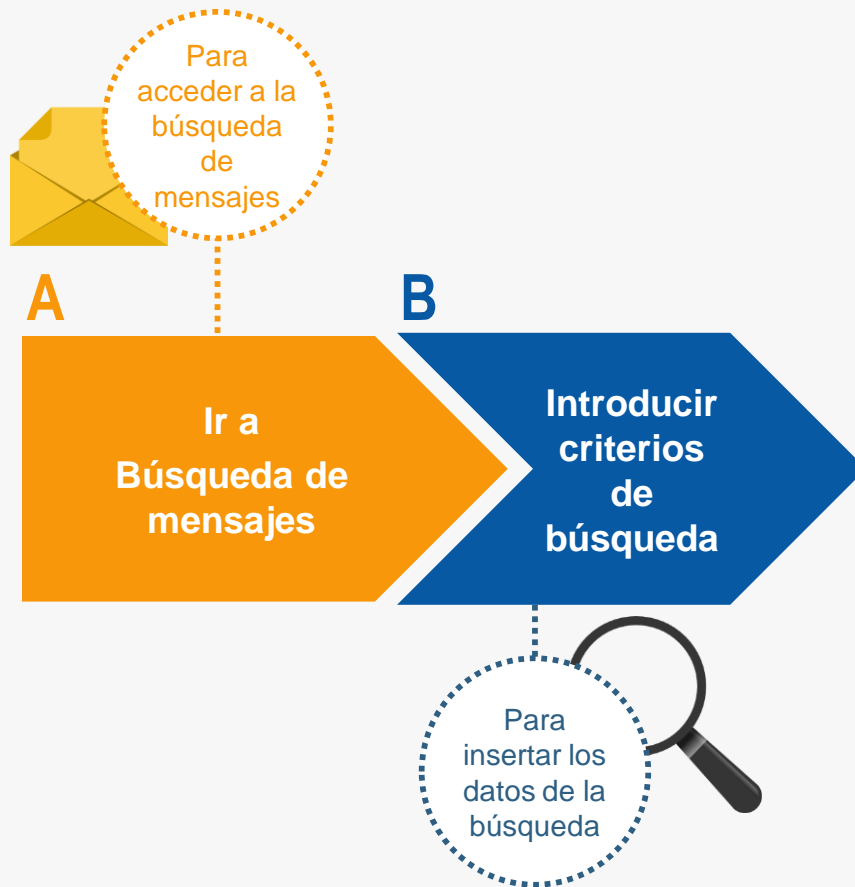 Para
acceder a la
búsqueda
de
mensajes
A
Ir a
Búsqueda de
mensajes
B
Introducir
criterios
de
búsqueda
Para
insertar los
datos de la
búsqueda